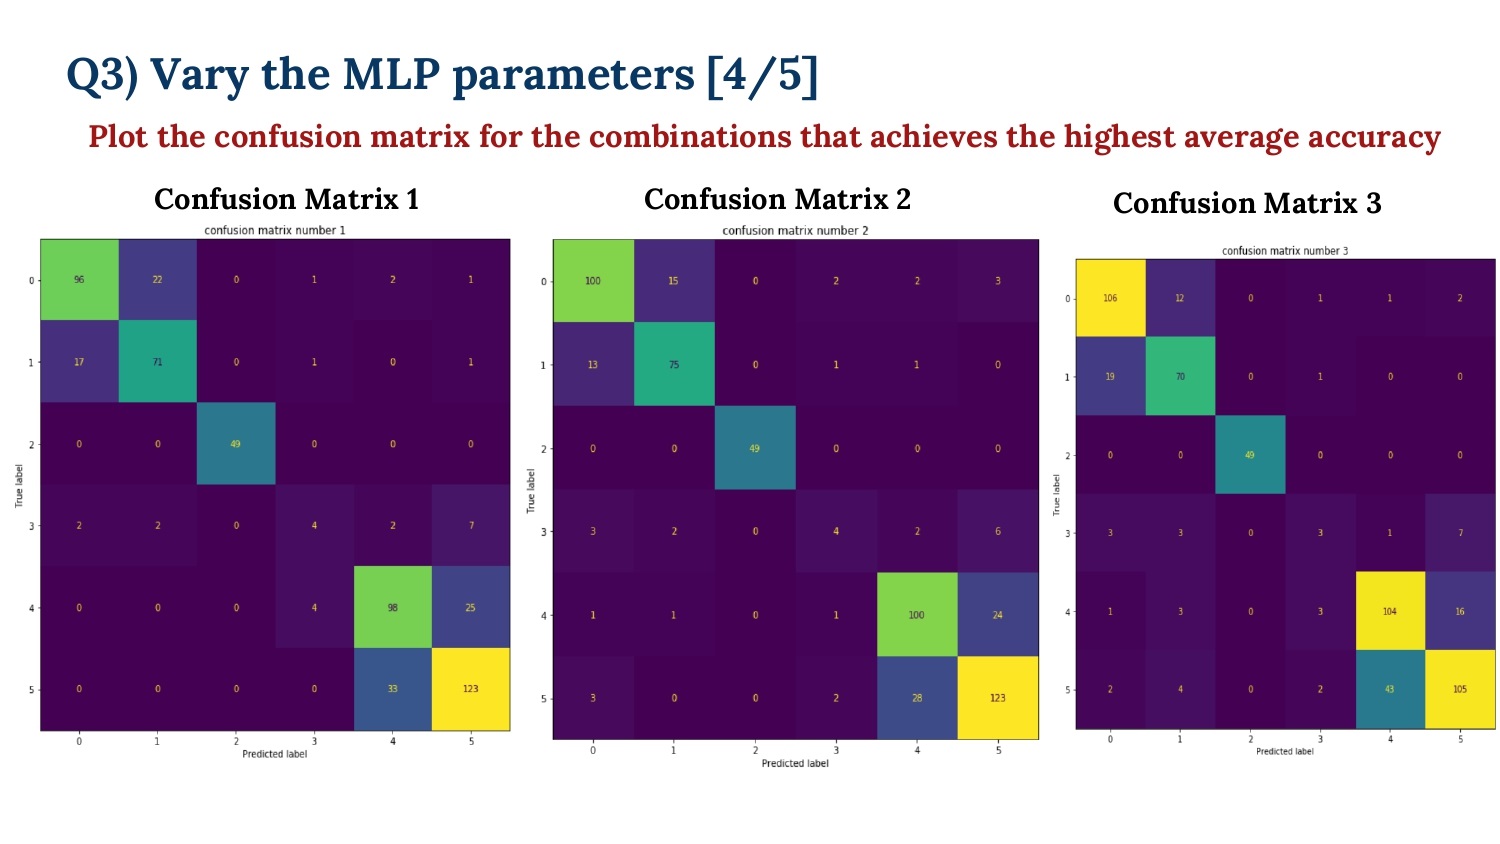 Q3) Vary the MLP parameters [4/5]
Plot the confusion matrix for the combinations that achieves the highest average accuracy
Confusion Matrix 1
confusion matrix number 1
True label
0 96 22 0 1 2 1
1 17 71 0 1 0 1
2 0 0 49 0 0 0
3 2 2 0 4 2 7
4 0 0 0 4 98 25
5 0 0 0 0 33 123
0 1 2 3 4 5
Predicted label
Confusion Matrix 2
confusion matrix number 2
True label
0 100 15 0 2 2 3
1 13 75 0 1 1 0
2 0 0 49 0 0 0
3 3 2 0 4 2 6
4 1 1 0 1 100 24
5 3 0 0 2 28 123
0 1 2 3 4 5
Predicted label
Confusion Matrix 3
confusion matrix number 3
True label
0 106 12 0 1 1 2
1 19 70 0 1 0 0
2 0 0 49 0 0 0
3 3 3 0 3 1 7
4 1 3 0 3 104 16
5 2 4 0 2 43 105
0 1 2 3 4 5
Predicted label